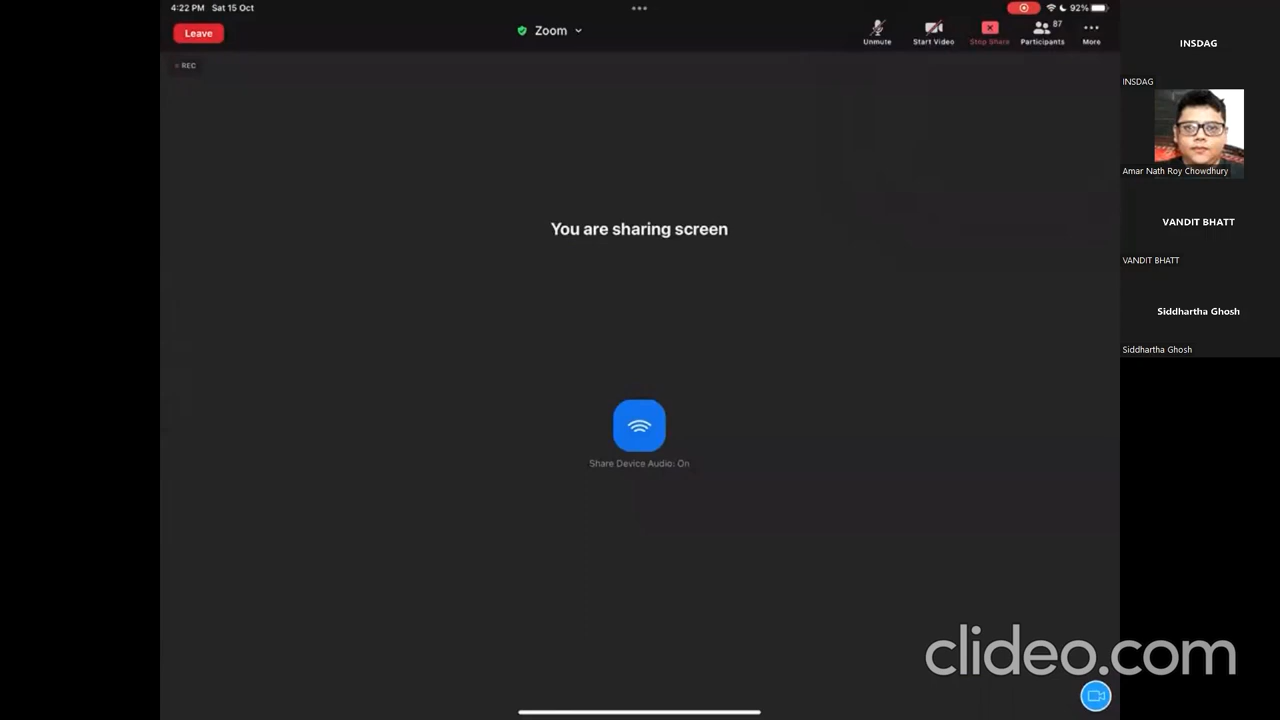 4:22 PM Sat 15 Oct
92%
Leave
Zoom
Unmute
Start Video
Stop Share
87
Participants
More
REC
You are sharing screen
Share Device Audio: On
INSDAG
INSDAG
Amar Nath Roy Chowdhury
VANDIT BHATT
VANDIT BHATT
Siddhartha Ghosh
Siddhartha Ghosh
clideo.com